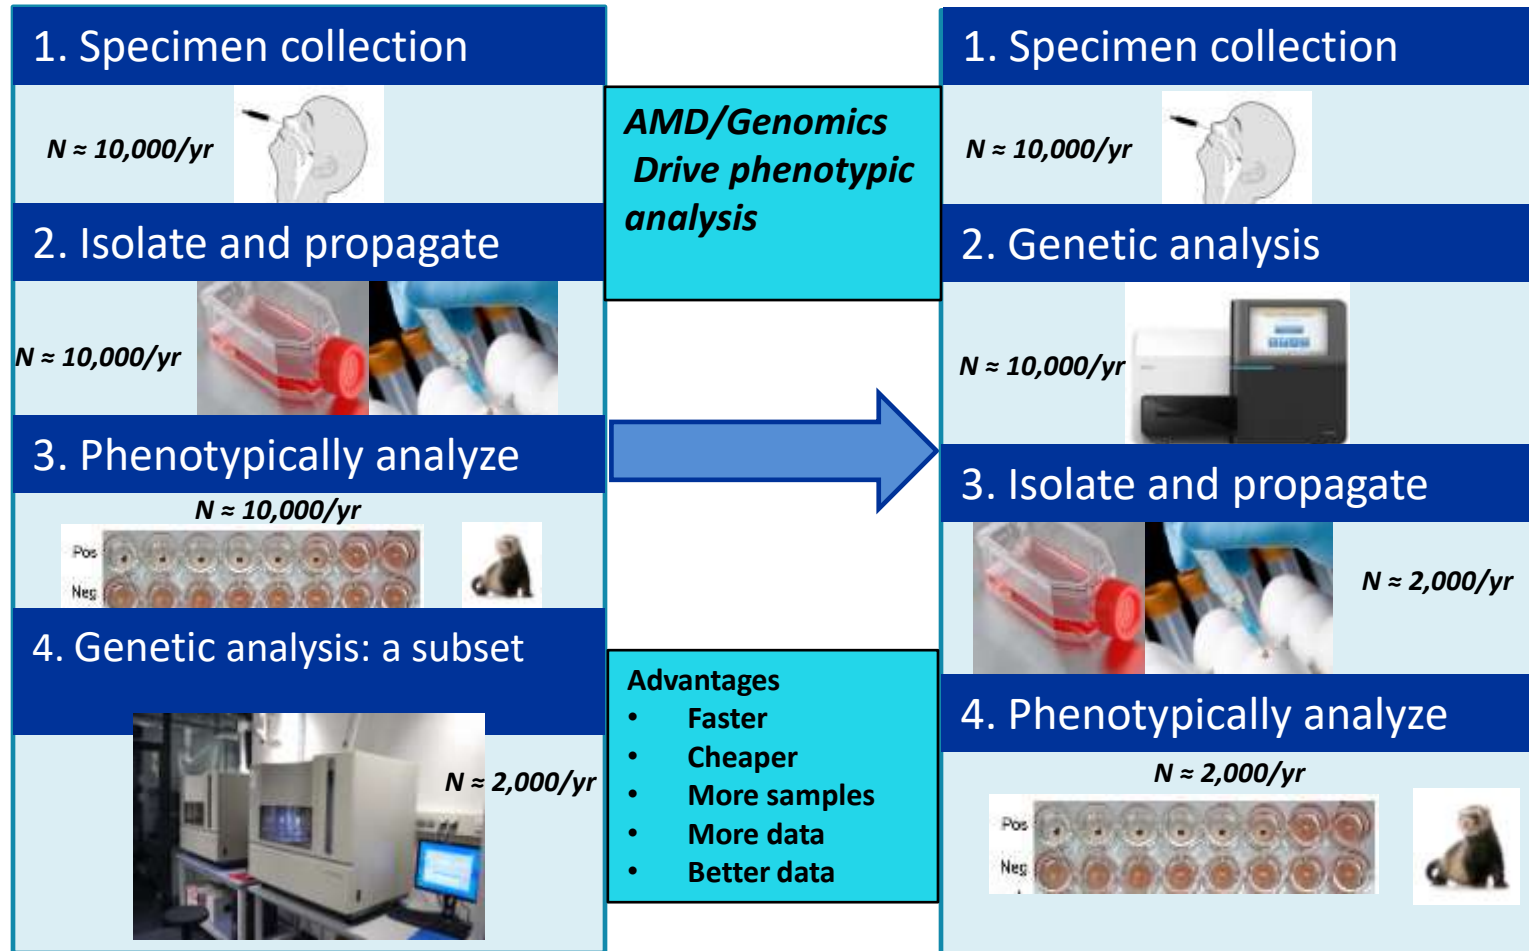 1. Specimen collection
N ≈ 10,000/yr
2. Isolate and propagate
N ≈ 10,000/yr
3. Phenotypically analyze
N ≈ 10,000/yr
Pos
Neg
4. Genetic analysis: a subset
N ≈ 2,000/yr
AMD/Genomics
Drive phenotypic
analysis
Advantages
• Faster
• Cheaper
• More samples
• More data
• Better data
1. Specimen collection
N ≈ 10,000/yr
2. Genetic analysis
N ≈ 10,000/yr
3. Isolate and propagate
N ≈ 2,000/yr
4. Phenotypically analyze
N ≈ 2,000/yr
Pos
Neg